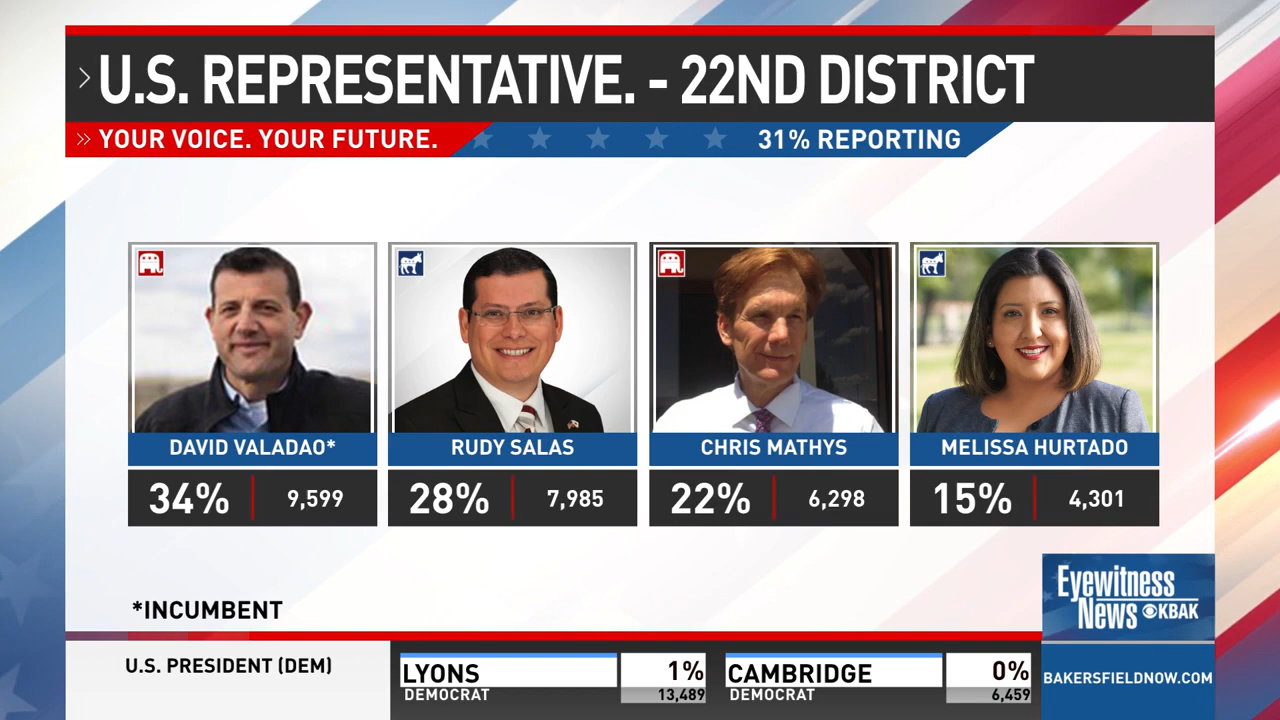 U.S. REPRESENTATIVE. - 22ND DISTRICT
YOUR VOICE. YOUR FUTURE.
31% REPORTING
DAVID VALADAO*
RUDY SALAS
CHRIS MATHYS
MELISSA HURTADO
34%
9,599
28%
7,985
22%
6,298
15%
4,301
*INCUMBENT
Eyewitness
News KBAK
U.S. PRESIDENT (DEM)
LYONS
1%
DEMOCRAT
13,489
CAMBRIDGE
0%
DEMOCRAT
6,459
BAKERSFIELDNOW.COM